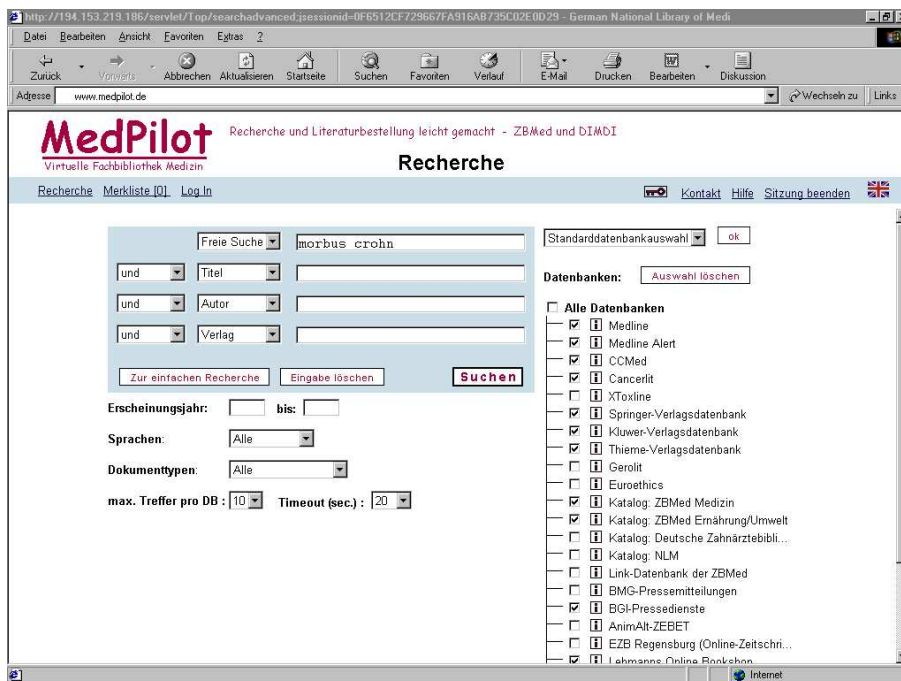 http://194.153.219.186/servlet/Top/searchadvanced;jsessionid=0F6512CF729667FA916AB735C02E0D29 - German National Library of Medi
Datei Bearbeiten Ansicht Favoriten Extras ?
Zurück Vorwärts Abbrechen Aktualisieren Startseite Suchen Favoriten Verlauf E-Mail Drucken Bearbeiten Diskussion
Adresse www.medpilot.de Wechseln zu Links
MedPilot
Virtuelle Fachbibliothek Medizin
Recherche und Literaturbestellung leicht gemacht - ZBMed und DIMDI
Recherche
Recherche Merkliste [0] Log In Kontakt Hilfe Sitzung beenden
Freie Suche morbus crohn
und Titel
und Autor
und Verlag
Zur einfachen Recherche Eingabe löschen Suchen
Erscheinungsjahr: bis:
Sprachen: Alle
Dokumenttypen: Alle
max. Treffer pro DB : 10 Timeout (sec.) : 20
Standarddatenbankauswahl ok
Datenbanken: Auswahl löschen
Alle Datenbanken
Medline
Medline Alert
CCMed
Cancerlit
XToxline
Springer-Verlagsdatenbank
Kluwer-Verlagsdatenbank
Thieme-Verlagsdatenbank
Gerolit
Euroethics
Katalog: ZBMed Medizin
Katalog: ZBMed Ernährung/Umwelt
Katalog: Deutsche Zahnärztebibli...
Katalog: NLM
Link-Datenbank der ZBMed
BMG-Pressemitteilungen
BGI-Pressedienste
AnimAlt-ZEBET
EZB Regensburg (Online-Zeitschri...
Lehmanns Online Bookshop
Internet